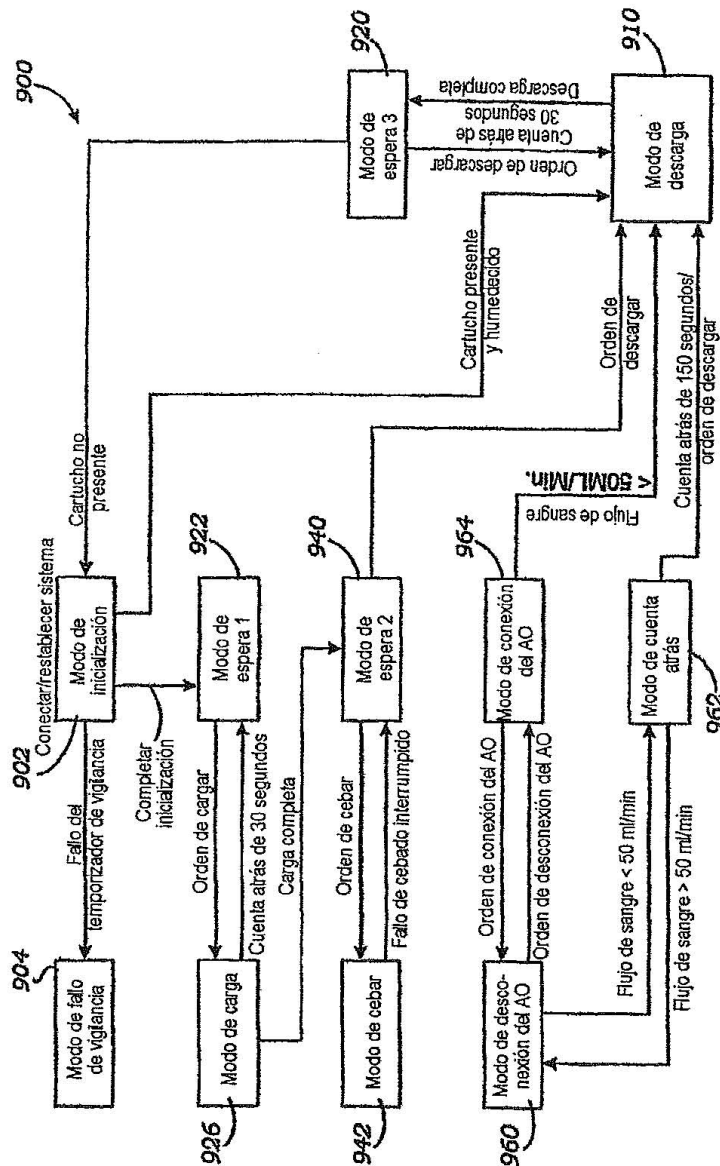 900
904
Modo de fallo
de vigilancia
Fallo del
temporizador de vigilancia
902
Conectar/restablecer sistema
Modo de
inicialización
Cartucho no
presente
Completar
inicialización
922
Modo de
espera 1
Orden de cargar
Cuenta atrás de 30 segundos
Modo de carga
926
Carga completa
940
Modo de
espera 2
Orden de cebar
Fallo de cebado interrumpido
Modo de cebar
942
Cartucho presente
y humedecido
920
Modo de
espera 3
Orden de descargar
Cuenta atrás de
30 segundos
Descarga completa
910
Modo de
descarga
Orden de
descargar
964
Modo de conexión
del AO
Flujo de sangre
< 50ML/Min.
Orden de conexión del AO
Orden de desconexión del AO
Modo de desco-
nexión del AO
960
Flujo de sangre < 50 ml/min
Flujo de sangre > 50 ml/min
Modo de cuenta
atrás
962
Cuenta atrás de 150 segundos/
orden de descargar